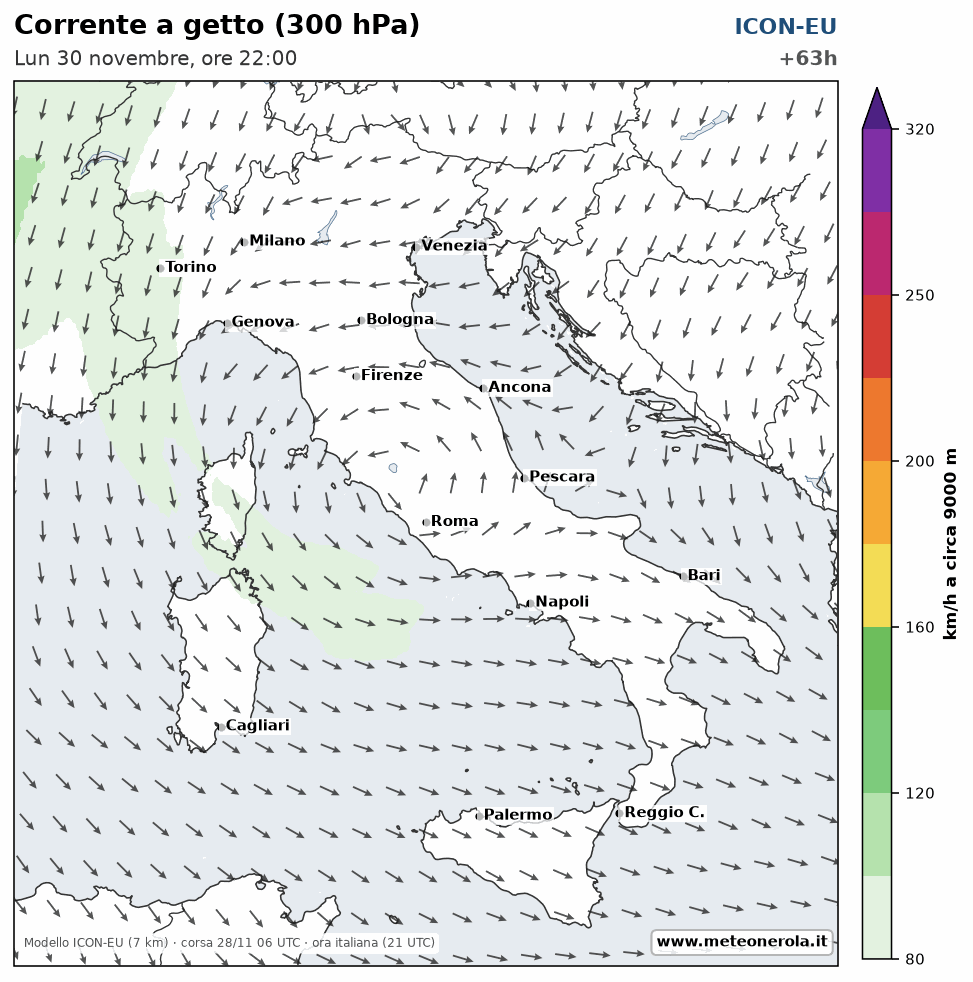 Corrente a getto (300 hPa)
ICON-EU
Lun 30 novembre, ore 22:00
+63h
Milano
Venezia
Torino
Genova
Bologna
Firenze
Ancona
Pescara
Roma
Bari
Napoli
Cagliari
Palermo
Reggio C.
320
250
200
160
120
80
km/h a circa 9000 m
Modello ICON-EU (7 km) · corsa 28/11 06 UTC · ora italiana (21 UTC)
www.meteonerola.it